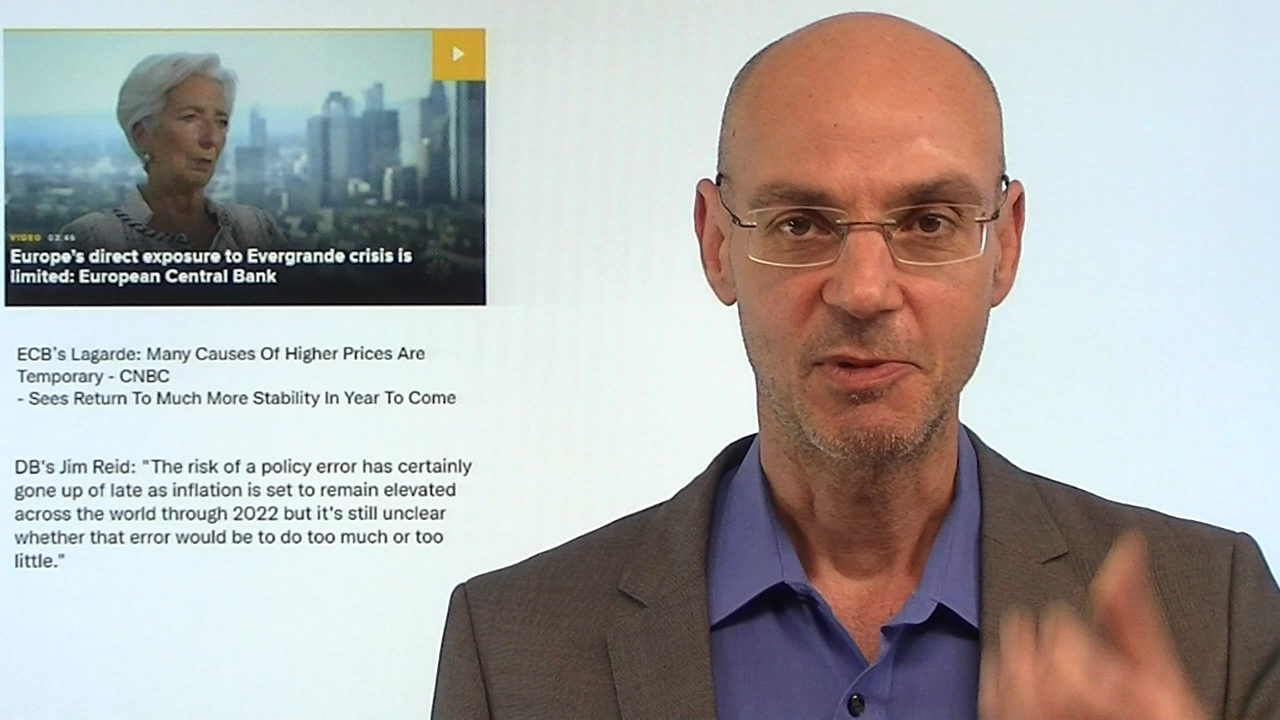 VIDEO 03:46
Europe's direct exposure to Evergrande crisis is
limited: European Central Bank
ECB's Lagarde: Many Causes Of Higher Prices Are
Temporary - CNBC
- Sees Return To Much More Stability In Year To Come
DB's Jim Reid: "The risk of a policy error has certainly
gone up of late as inflation is set to remain elevated
across the world through 2022 but it's still unclear
whether that error would be to do too much or too
little."